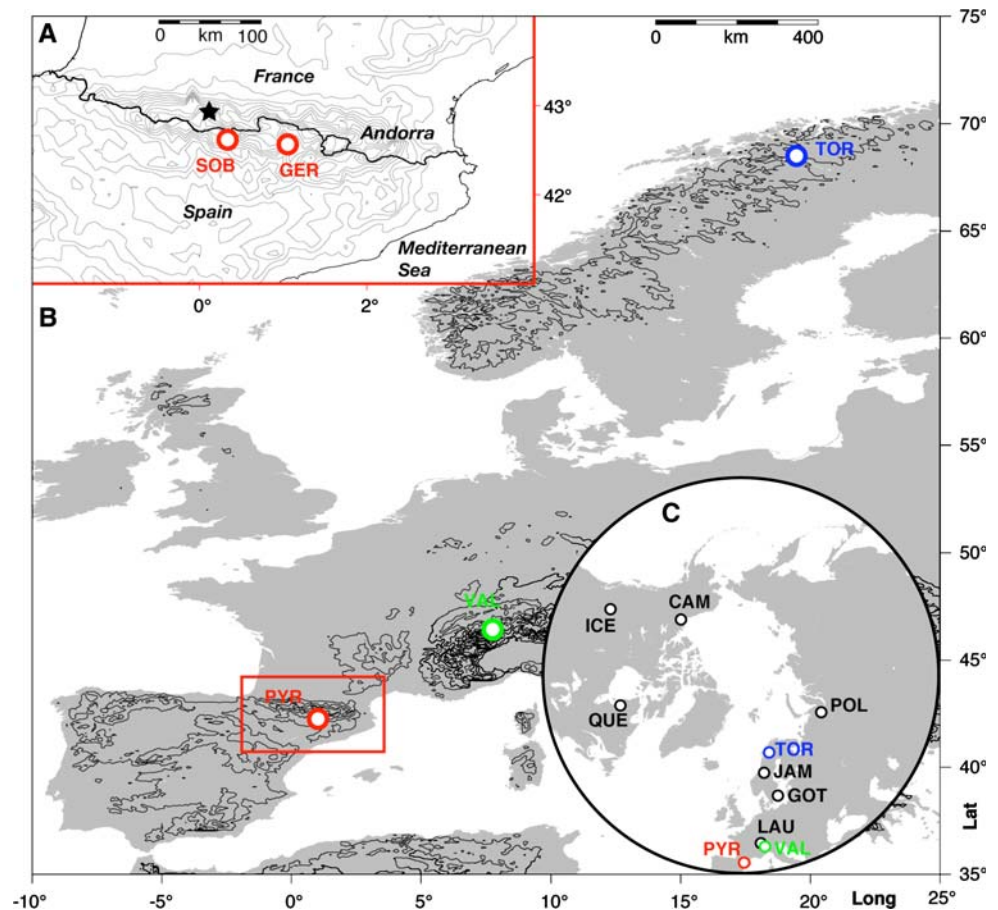 A
0 km 100
France
Andorra
SOB
GER
Spain
Mediterranean
Sea
43°
42°
0°
2°
B
0 km 400
TOR
VAL
PYR
C
CAM
ICE
QUE
POL
TOR
JAM
GOT
LAU
PYR
VAL
75°
70°
65°
60°
55°
50°
45°
40°
Lat
35°
-10°
-5°
0°
5°
10°
15°
20°
Long
25°